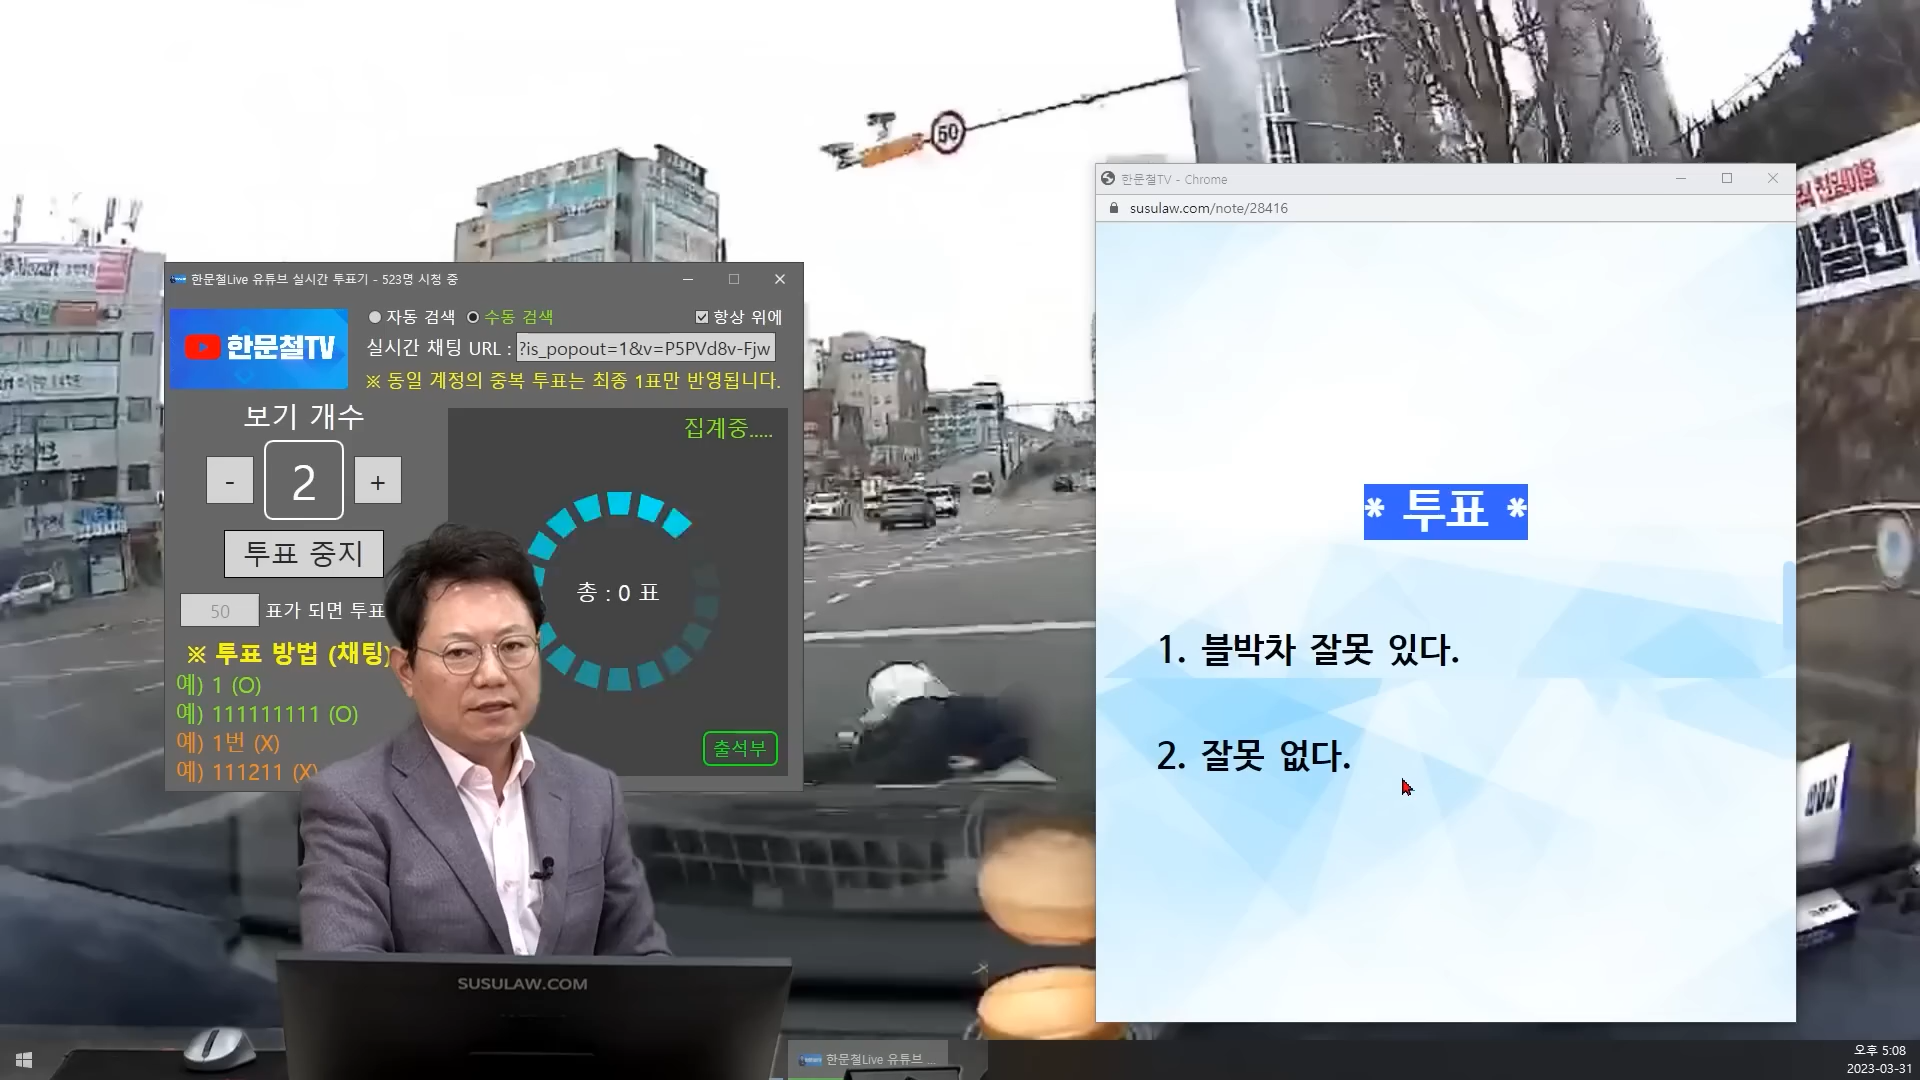 50
한문철TV - Chrome
susulaw.com/note/28416
* 투표 *
1. 블박차 잘못 있다.
2. 잘못 없다.
한문철Live 유튜브 실시간 투표기 - 523명 시청 중
한문철TV
자동 검색
수동 검색
항상 위에
실시간 채팅 URL : ?is_popout=1&v=P5PVd8v-Fjw
※ 동일 계정의 중복 투표는 최종 1표만 반영됩니다.
보기 개수
- 2 +
투표 중지
50 표가 되면 투표
※ 투표 방법 (채팅)
예) 1 (O)
예) 111111111 (O)
예) 1번 (X)
예) 111211 (X)
집계중.....
총 : 0 표
출석부
SUSULAW.COM
한문철Live 유튜브 ...
오후 5:08
2023-03-31